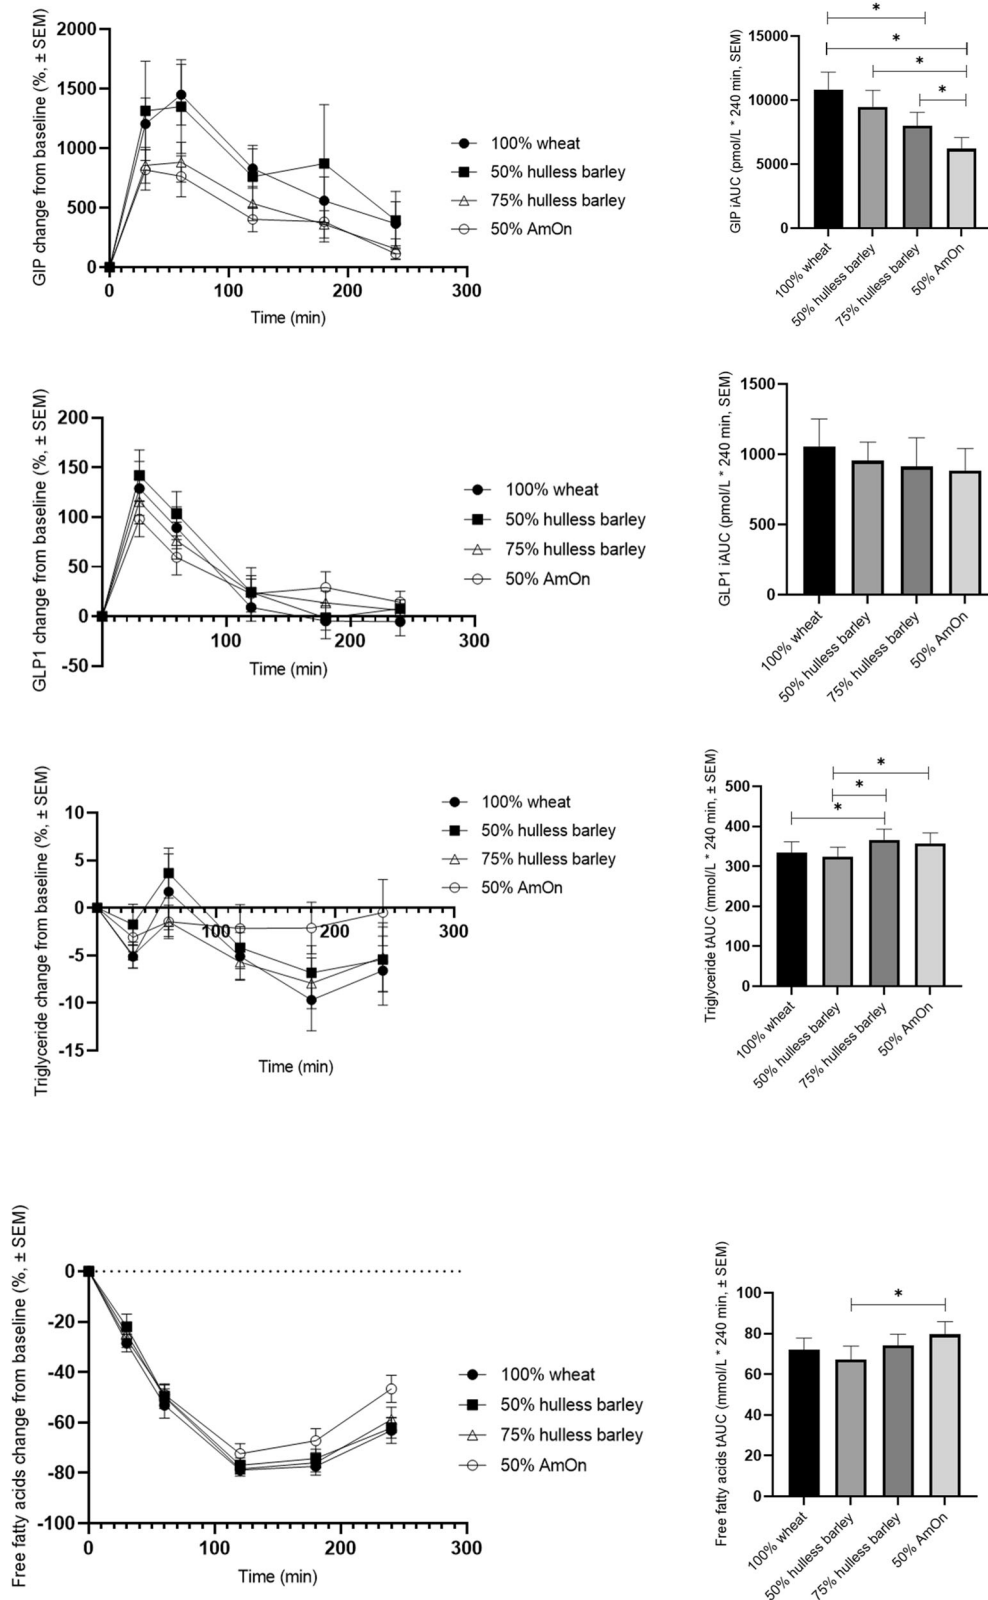 GIP change from baseline (%, ± SEM)
2000
1500
1000
500
0
0
100
200
300
Time (min)
100% wheat
50% hulless barley
75% hulless barley
50% AmOn
GIP iAUC (pmol/L * 240 min, SEM)
15000
10000
5000
0
*
*
*
*
100% wheat
50% hulless barley
75% hulless barley
50% AmOn
GLP1 change from baseline (%, ± SEM)
200
150
100
50
0
-50
100
200
300
Time (min)
100% wheat
50% hulless barley
75% hulless barley
50% AmOn
GLP1 iAUC (pmol/L * 240 min, SEM)
1500
1000
500
0
100% wheat
50% hulless barley
75% hulless barley
50% AmOn
Triglyceride change from baseline (%, ± SEM)
10
5
0
-5
-10
-15
100
200
300
Time (min)
100% wheat
50% hulless barley
75% hulless barley
50% AmOn
Triglyceride tAUC (mmol/L * 240 min, ± SEM)
500
400
300
200
100
0
*
*
*
100% wheat
50% hulless barley
75% hulless barley
50% AmOn
Free fatty acids change from baseline (%, ± SEM)
0
-20
-40
-60
-80
-100
0
100
200
300
Time (min)
100% wheat
50% hulless barley
75% hulless barley
50% AmOn
Free fatty acids tAUC (mmol/L * 240 min, ± SEM)
100
80
60
40
20
0
*
100% wheat
50% hulless barley
75% hulless barley
50% AmOn